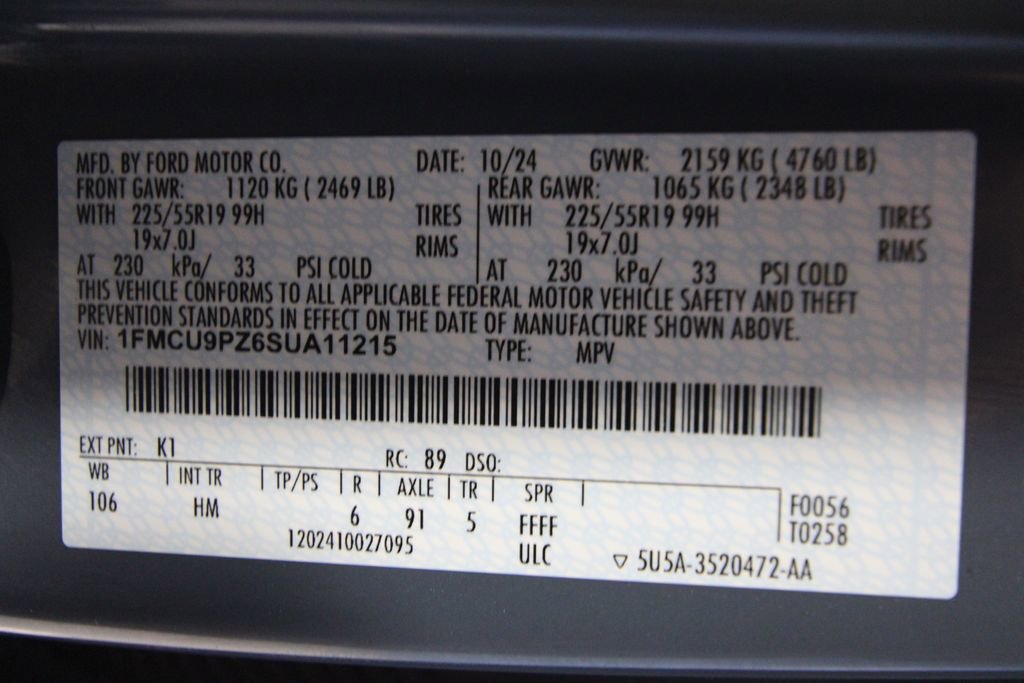 MFD. BY FORD MOTOR CO. DATE: 10/24 GVWR: 2159 KG ( 4760 LB)
FRONT GAWR: 1120 KG ( 2469 LB) REAR GAWR: 1065 KG ( 2348 LB)
WITH 225/55R19 99H TIRES WITH 225/55R19 99H TIRES
19x7.0J RIMS 19x7.0J RIMS
AT 230 kPa/ 33 PSI COLD AT 230 kPa/ 33 PSI COLD
THIS VEHICLE CONFORMS TO ALL APPLICABLE FEDERAL MOTOR VEHICLE SAFETY AND THEFT
PREVENTION STANDARDS IN EFFECT ON THE DATE OF MANUFACTURE SHOWN ABOVE.
VIN: 1FMCU9PZ6SUA11215 TYPE: MPV
EXT PNT: K1 RC: 89 DSO:
WB INT TR TP/PS R AXLE TR SPR F0056
106 HM 6 91 5 FFFF T0258
1202410027095 ULC ▽ 5U5A-3520472-AA